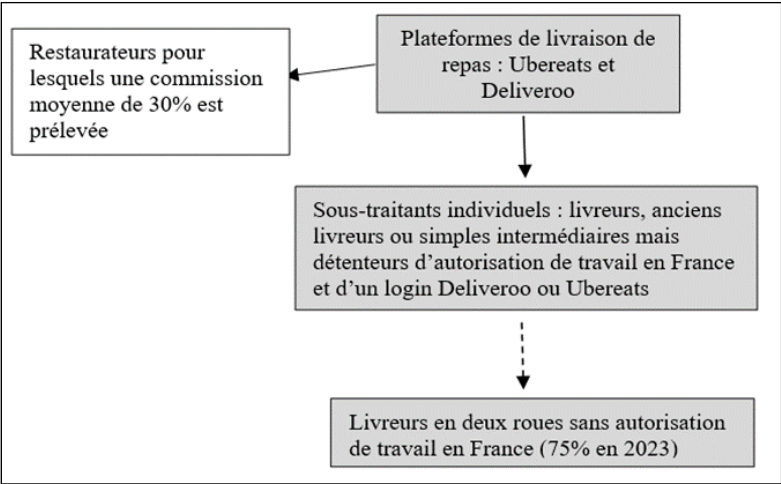 Restaurateurs pour
lesquels une commission
moyenne de 30% est
prélevée
Plateformes de livraison de
repas : Ubereats et
Deliveroo
Sous-traitants individuels : livreurs, anciens
livreurs ou simples intermédiaires mais
détenteurs d’autorisation de travail en France
et d’un login Deliveroo ou Ubereats
Livreurs en deux roues sans autorisation
de travail en France (75% en 2023)